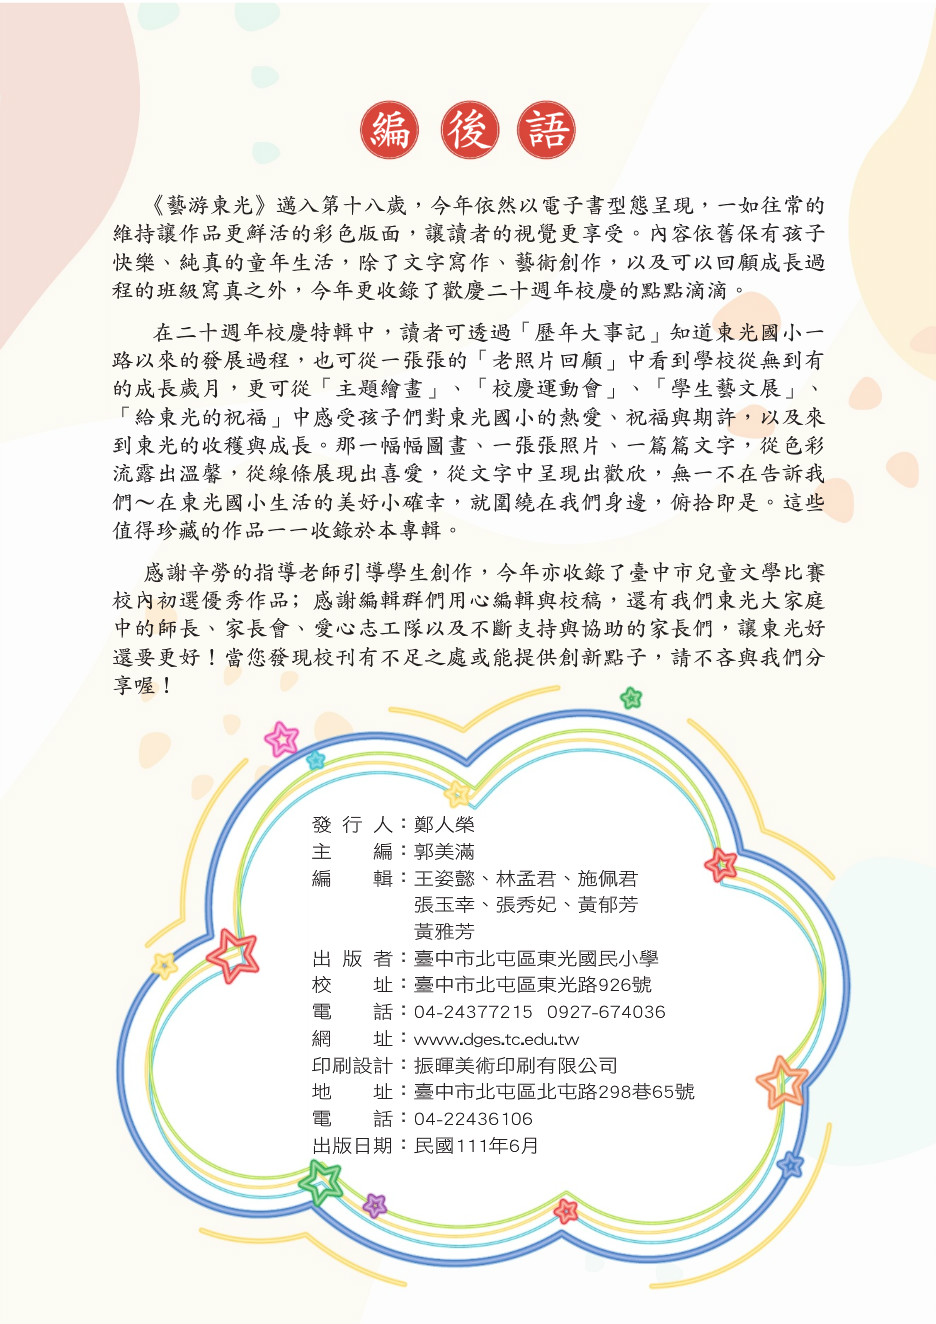 編後語
《藝游東光》邁入第十八歲，今年依然以電子書型態呈現，一如往常的
維持讓作品更鮮活的彩色版面，讓讀者的視覺更享受。內容依舊保有孩子
快樂、純真的童年生活，除了文字寫作、藝術創作，以及可以回顧成長過
程的班級寫真之外，今年更收錄了歡慶二十週年校慶的點點滴滴。
在二十週年校慶特輯中，讀者可透過「歷年大事記」知道東光國小一
路以來的發展過程，也可從一張張的「老照片回顧」中看到學校從無到有
的成長歲月，更可從「主題繪畫」、「校慶運動會」、「學生藝文展」、
「給東光的祝福」中感受孩子們對東光國小的熱愛、祝福與期許，以及來
到東光的收穫與成長。那一幅幅圖畫、一張張照片、一篇篇文字，從色彩
流露出溫馨，從線條展現出喜愛，從文字中呈現出歡欣，無一不在告訴我
們～在東光國小生活的美好小確幸，就圍繞在我們身邊，俯拾即是。這些
值得珍藏的作品一一收錄於本專輯。
感謝辛勞的指導老師引導學生創作，今年亦收錄了臺中市兒童文學比賽
校內初選優秀作品；感謝編輯群們用心編輯與校稿，還有我們東光大家庭
中的師長、家長會、愛心志工隊以及不斷支持與協助的家長們，讓東光好
還要更好！當您發現校刊有不足之處或能提供創新點子，請不吝與我們分
享喔！
發 行 人：鄭人榮
主　　編：郭美滿
編　　輯：王姿懿、林孟君、施佩君
張玉幸、張秀妃、黃郁芳
黃雅芳
出 版 者：臺中市北屯區東光國民小學
校　　址：臺中市北屯區東光路926號
電　　話：04-24377215 0927-674036
網　　址：www.dges.tc.edu.tw
印刷設計：振暉美術印刷有限公司
地　　址：臺中市北屯區北屯路298巷65號
電　　話：04-22436106
出版日期：民國111年6月